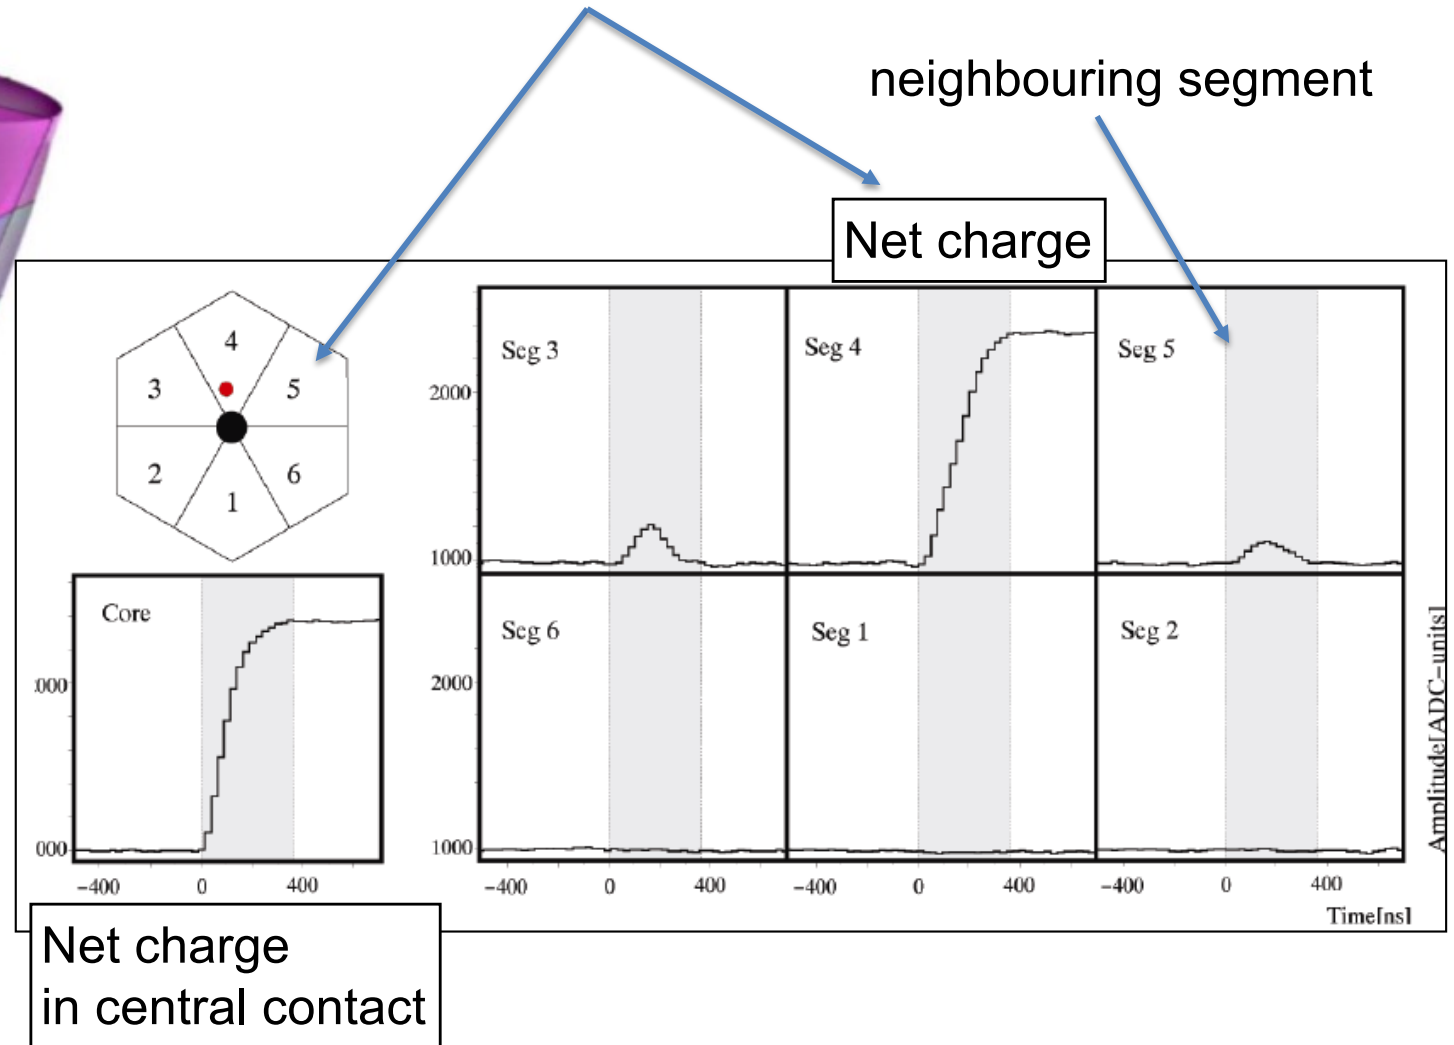 neighbouring segment
Net charge
4
3
5
2
6
1
Seg 3
Seg 4
Seg 5
2000
1000
Core
:000
000
−400 0 400
Seg 6
Seg 1
Seg 2
2000
1000
−400 0 400
−400 0 400
−400 0 400
Time[ns]
Amplitude[ADC−units]
Net charge
in central contact